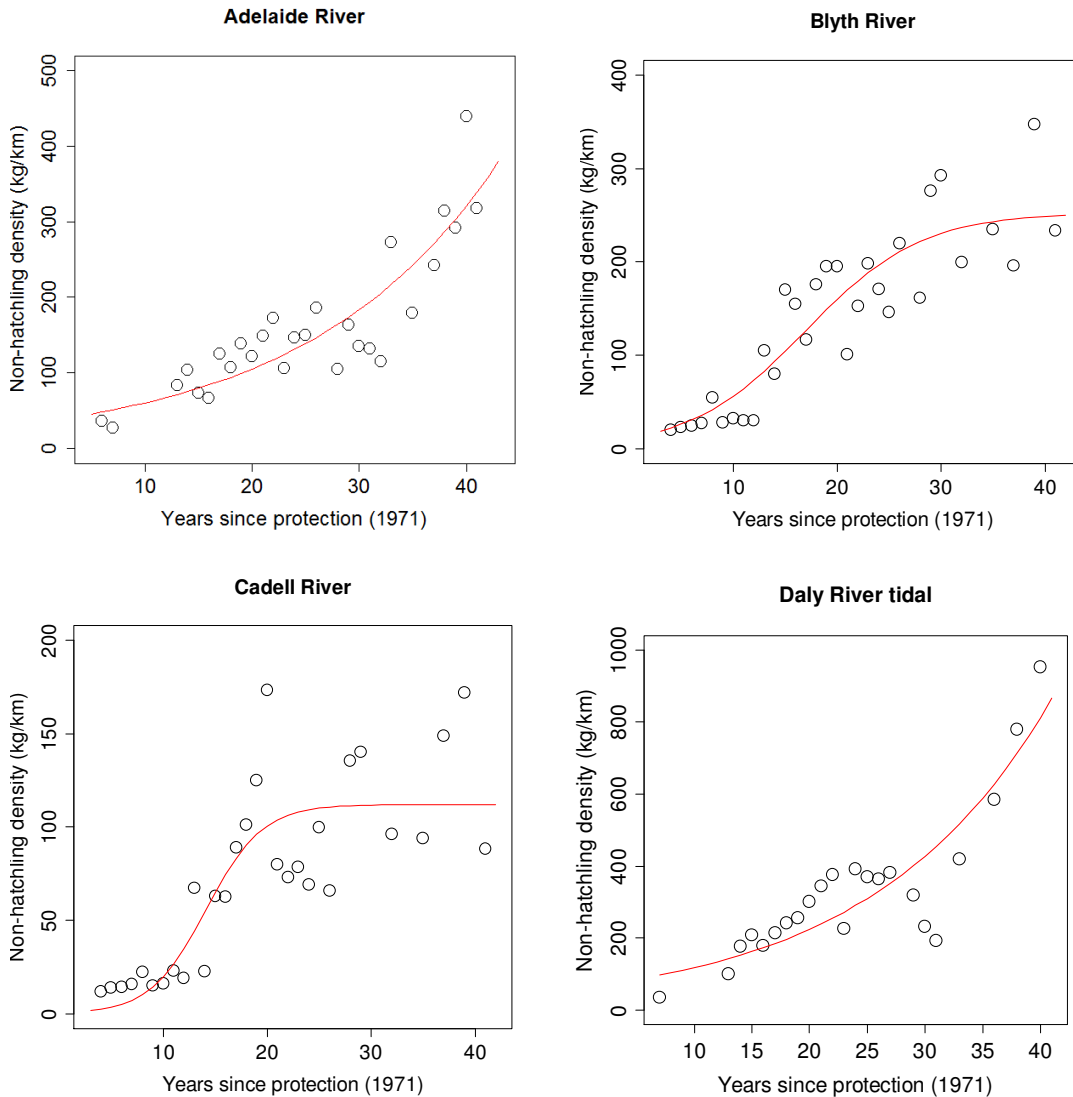 Adelaide River
Non-hatchling density (kg/km)
500
400
300
200
100
0
10 20 30 40
Years since protection (1971)
Blyth River
Non-hatchling density (kg/km)
400
300
200
100
0
10 20 30 40
Years since protection (1971)
Cadell River
Non-hatchling density (kg/km)
200
150
100
50
0
10 20 30 40
Years since protection (1971)
Daly River tidal
Non-hatchling density (kg/km)
1000
800
600
400
200
0
10 15 20 25 30 35 40
Years since protection (1971)